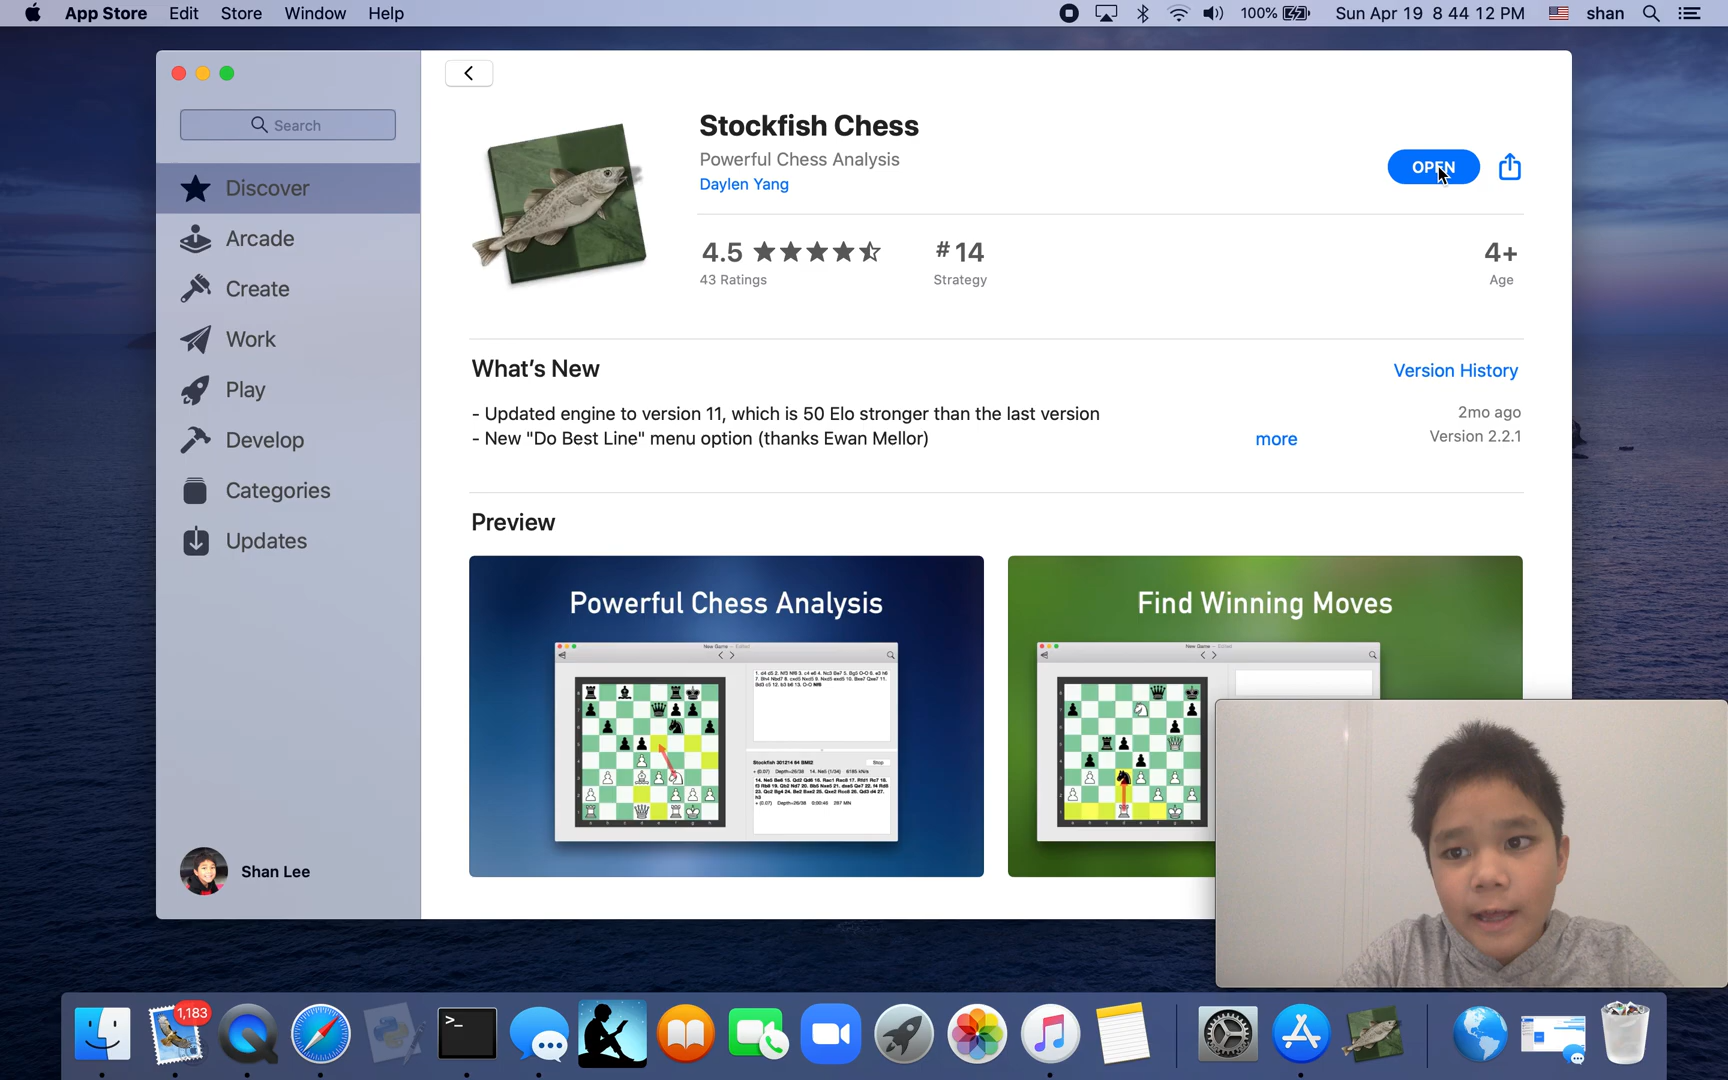 App Store Edit Store Window Help 100% Sun Apr 19 8 44 12 PM shan
Search
Discover
Arcade
Create
Work
Play
Develop
Categories
Updates
Shan Lee
Stockfish Chess
Powerful Chess Analysis
Daylen Yang
OPEN
4.5
43 Ratings
#14
Strategy
4+
Age
What's New
Version History
- Updated engine to version 11, which is 50 Elo stronger than the last version
2mo ago
- New "Do Best Line" menu option (thanks Ewan Mellor)
more
Version 2.2.1
Preview
Powerful Chess Analysis
Find Winning Moves
Stop
1,183